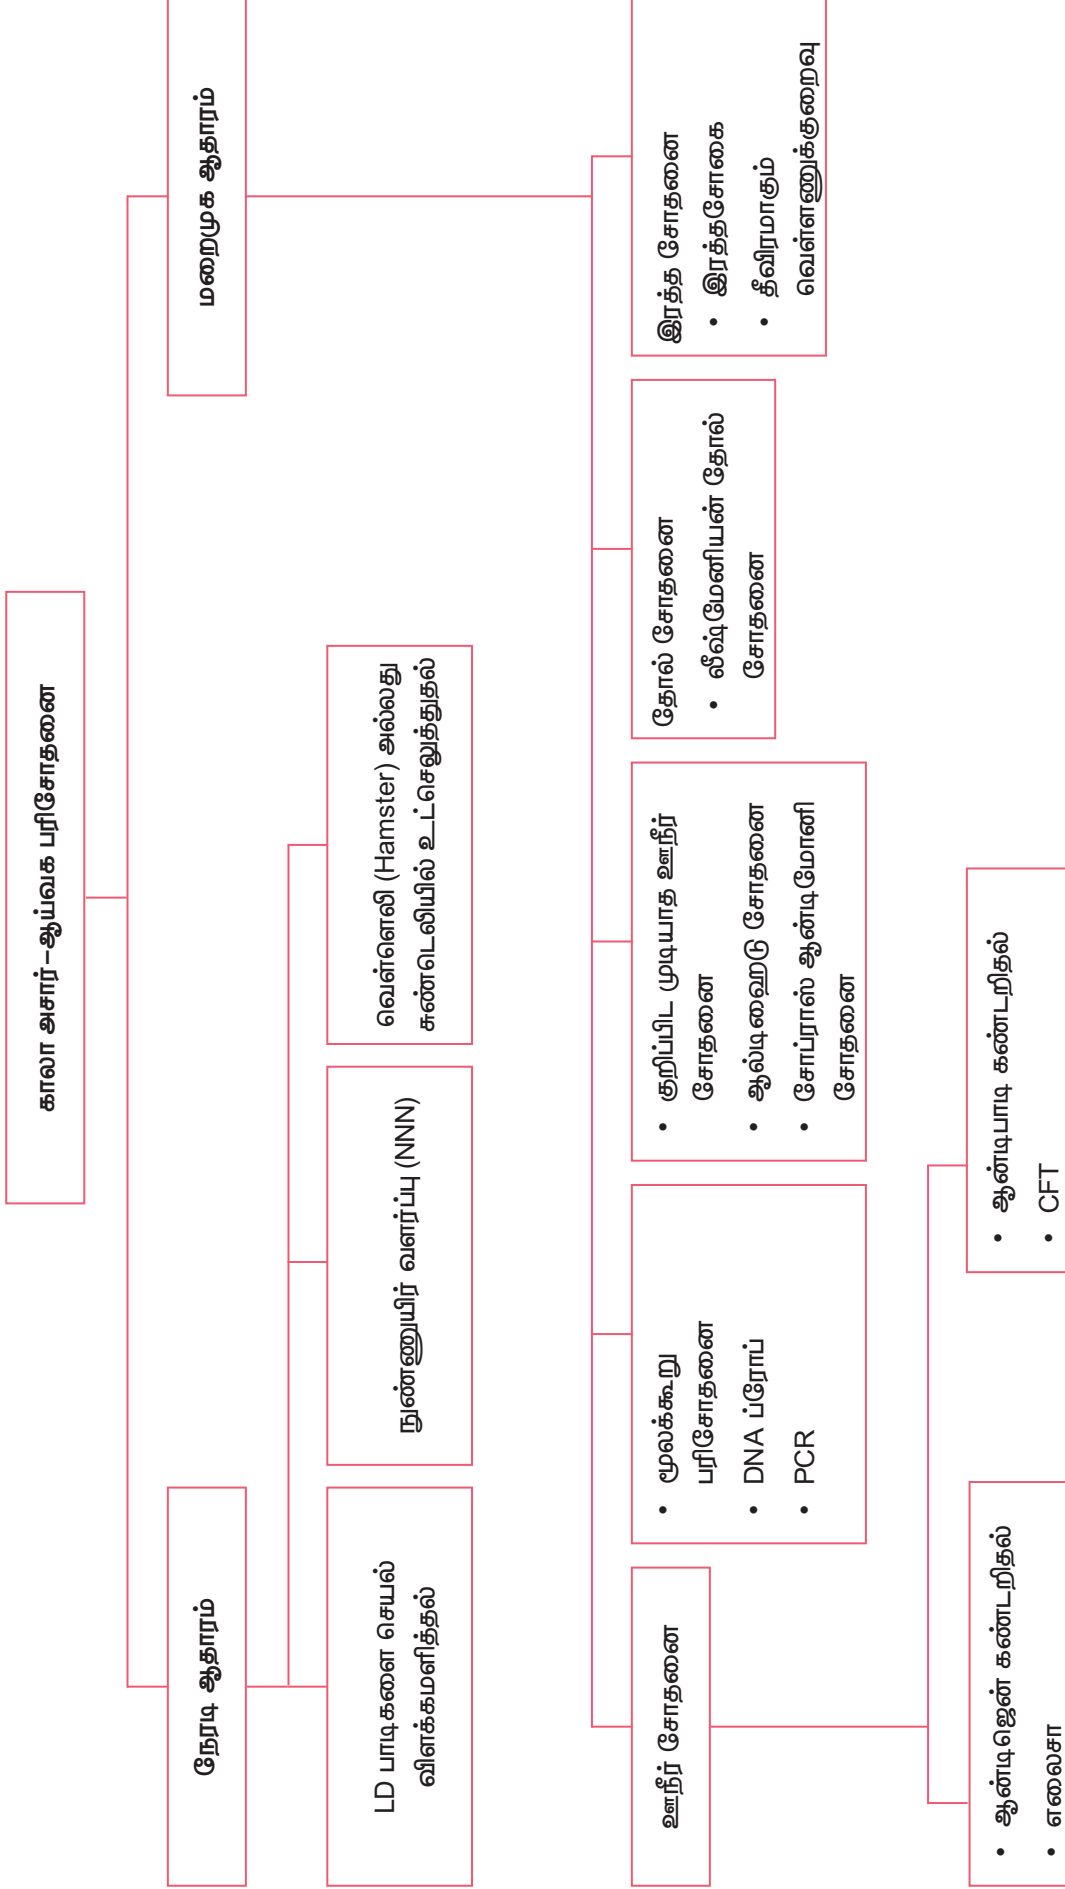 காலா அசார்–ஆய்வக பரிசோதனை
நேரடி ஆதாரம்
மறைமுக ஆதாரம்
LD பாடிகளை செயல்
விளக்கமளித்தல்
நுண்ணுயிர் வளர்ப்பு (NNN)
வெள்ளெலி (Hamster) அல்லது
சுண்டெலியில் உட்செலுத்துதல்
ஊநீர் சோதனை
• மூலக்கூறு
பரிசோதனை
• DNA ப்ரோப்
• PCR
• குறிப்பிட முடியாத ஊநீர்
சோதனை
• ஆல்டிஹைடு சோதனை
• சோப்ராஸ் ஆன்டிமோனி
சோதனை
தோல் சோதனை
• லீஷ்மேனியன் தோல்
சோதனை
இரத்த சோதனை
• இரத்தசோகை
• தீவிரமாகும்
வெள்ளணுக்குறைவு
• ஆன்டிஜென் கண்டறிதல்
• எலைசா
• ஆன்டிபாடி கண்டறிதல்
• CFT